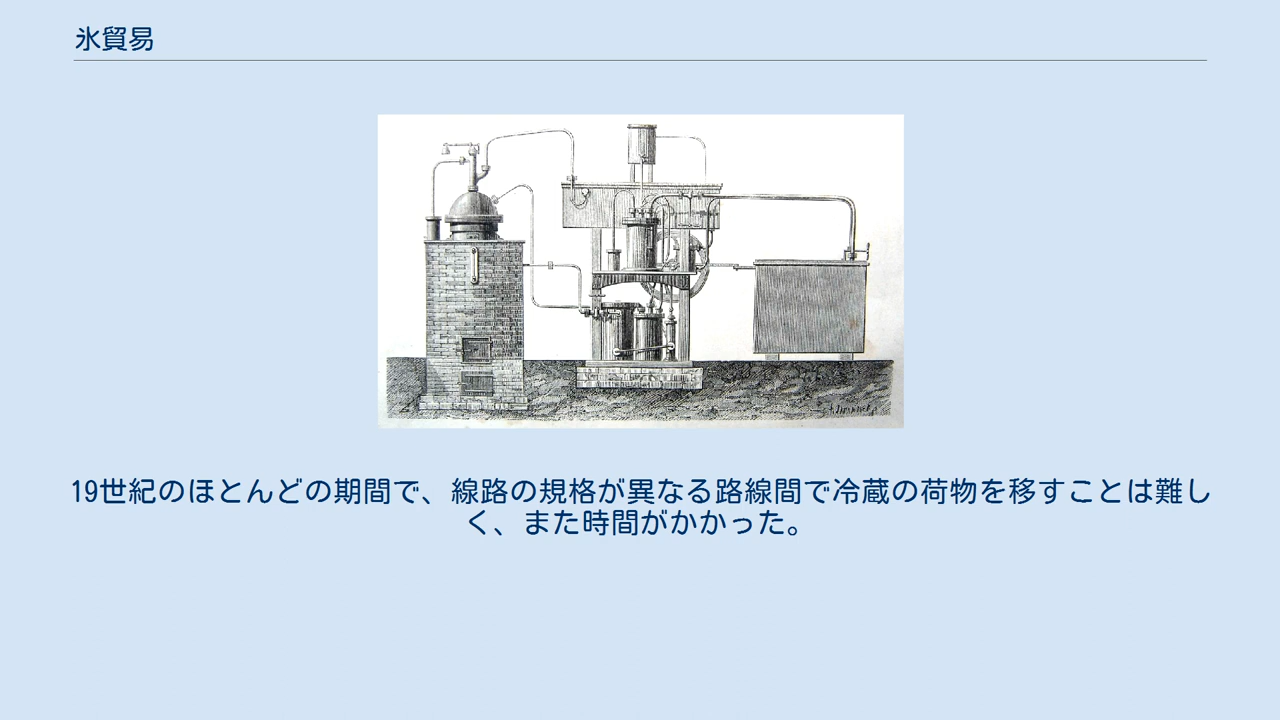 氷貿易
19世紀のほとんどの期間で、線路の規格が異なる路線間で冷蔵の荷物を移すことは難し
く、また時間がかかった。